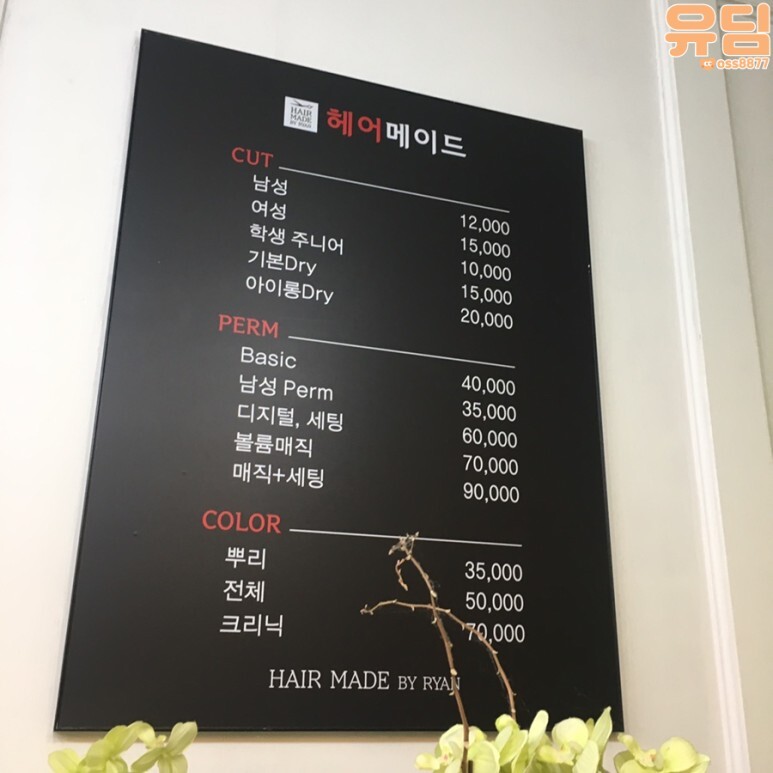 유딤
oss8877
HAIR
MADE
BY RYAN
헤어메이드
CUT
남성 12,000
여성 15,000
학생 주니어 10,000
기본Dry 15,000
아이롱Dry 20,000
PERM
Basic 40,000
남성 Perm 35,000
디지털, 세팅 60,000
볼륨매직 70,000
매직+세팅 90,000
COLOR
뿌리 35,000
전체 50,000
크리닉 70,000
HAIR MADE BY RYAN